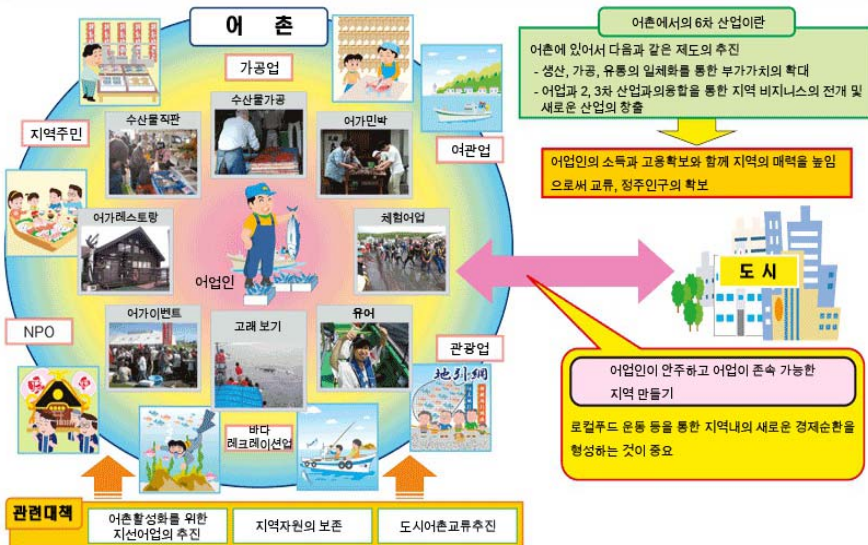 어 촌
가공업
수산물직판
수산물가공
어가민박
지역주민
여관업
어가레스토랑
체험어업
어업인
NPO
어가이벤트
고래 보기
유어
관광업
地引網
바다
레크레이션업
관련대책
어촌활성화를 위한
지선어업의 추진
지역자원의 보존
도시어촌교류추진
어촌에서의 6차 산업이란
어촌에 있어서 다음과 같은 제도의 추진
- 생산, 가공, 유통의 일체화를 통한 부가가치의 확대
- 어업과 2, 3차 산업과의융합을 통한 지역 비지니스의 전개 및
새로운 산업의 창출
어업인의 소득과 고용확보와 함께 지역의 매력을 높임
으로써 교류, 정주인구의 확보
도 시
어업인이 안주하고 어업이 존속 가능한
지역 만들기
로컬푸드 운동 등을 통한 지역내의 새로운 경제순환을
형성하는 것이 중요